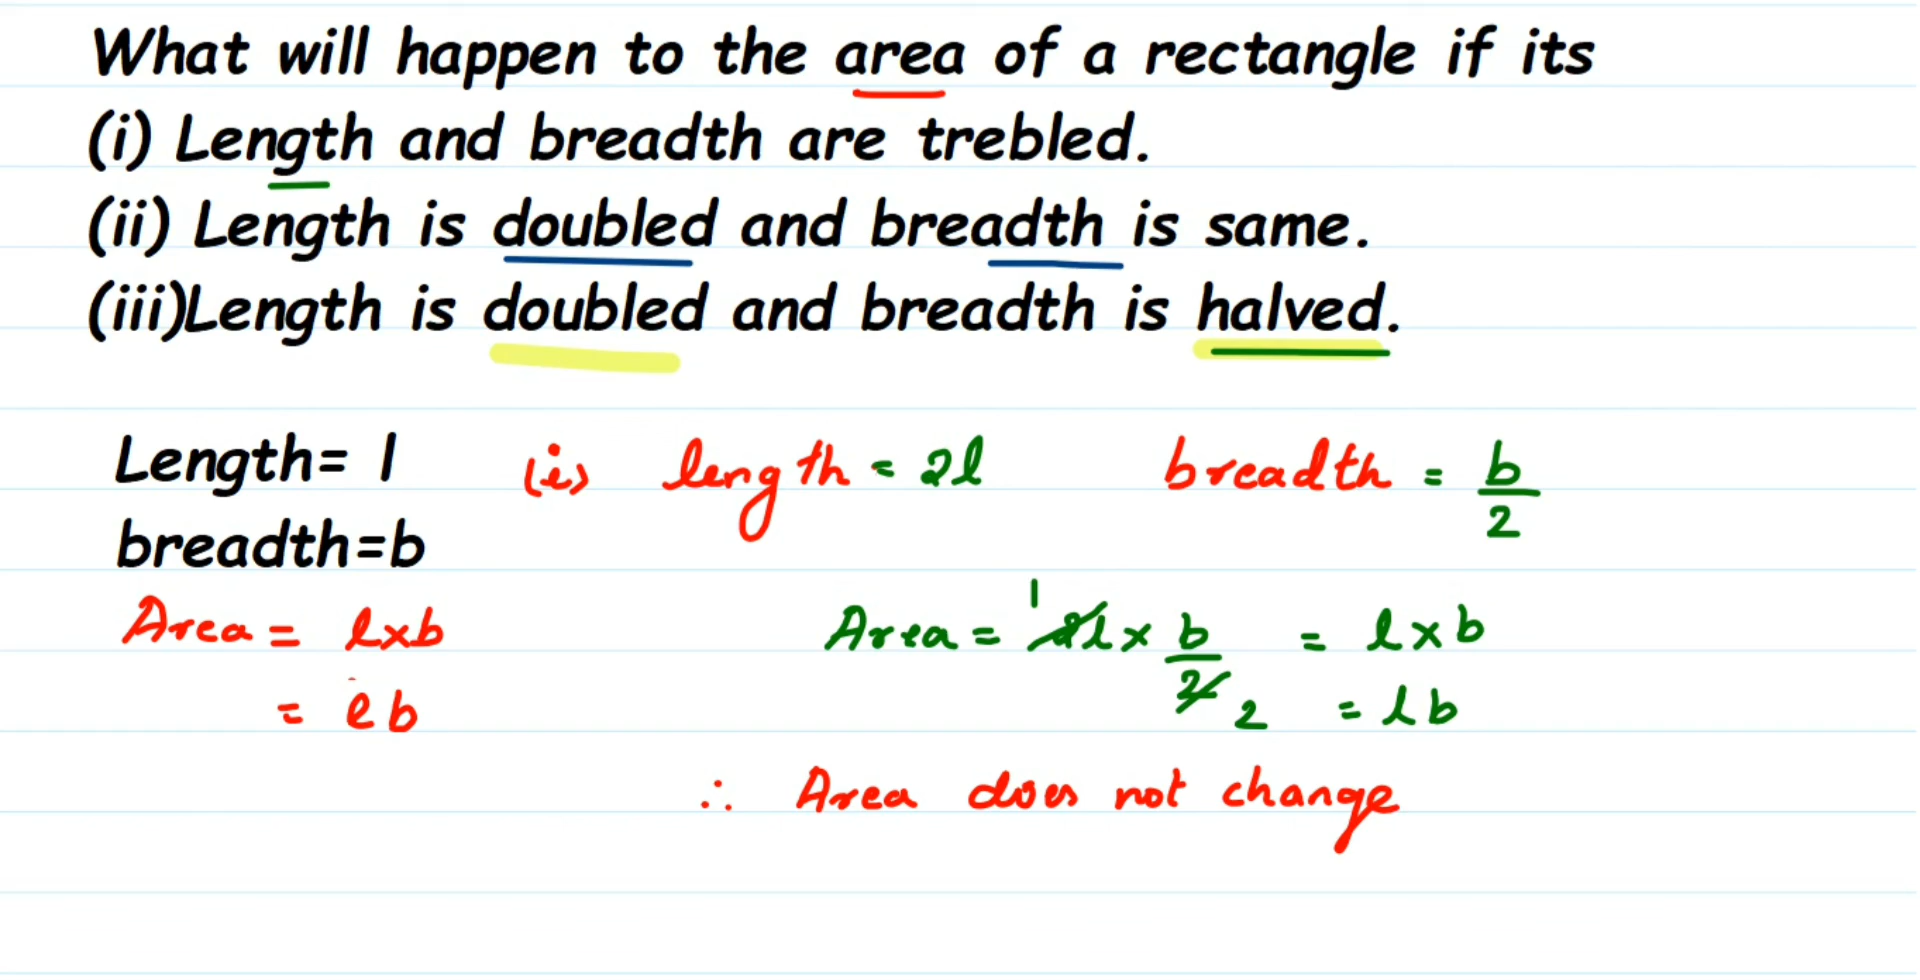 What will happen to the area of a rectangle if its
(i) Length and breadth are trebled.
(ii) Length is doubled and breadth is same.
(iii)Length is doubled and breadth is halved.
Length= l (i) length = 2l breadth = b/2
breadth=b
Area = l×b Area = 1 2l × b/2 2 = l×b
= lb = lb
∴ Area does not change